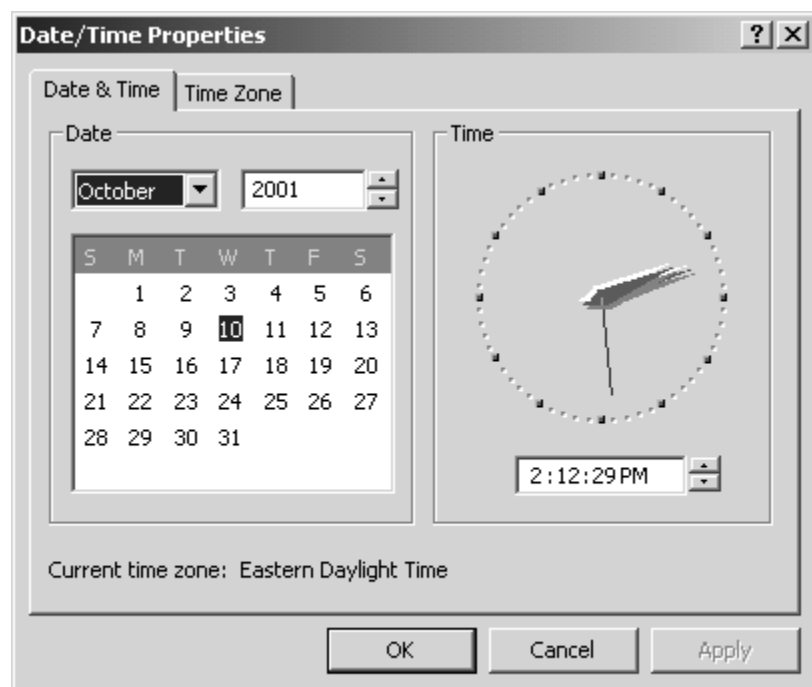 Date/Time Properties
Date & Time Time Zone
Date
October 2001
S M T W T F S
1 2 3 4 5 6
7 8 9 10 11 12 13
14 15 16 17 18 19 20
21 22 23 24 25 26 27
28 29 30 31
Time
2:12:29 PM
Current time zone: Eastern Daylight Time
OK Cancel Apply